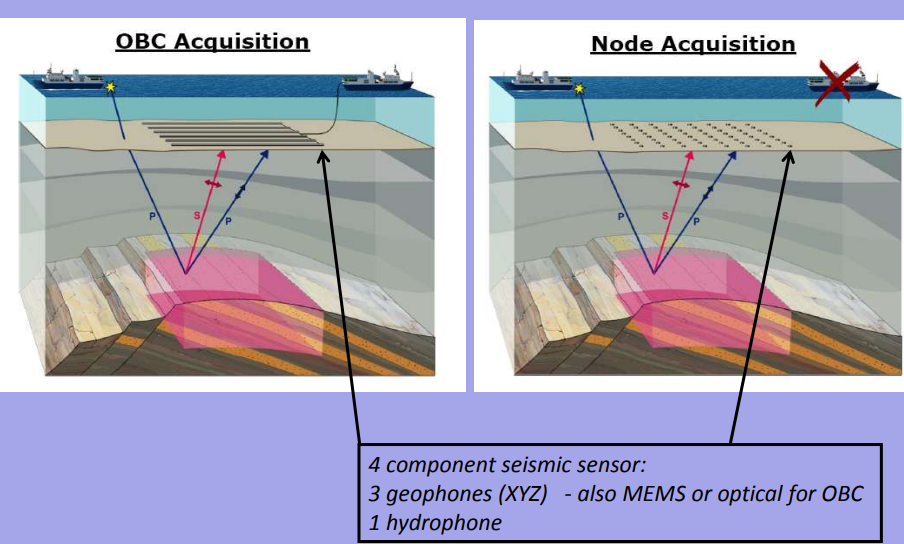 OBC Acquisition
Node Acquisition
P
S
P
P
S
P
4 component seismic sensor:
3 geophones (XYZ)   - also MEMS or optical for OBC
1 hydrophone